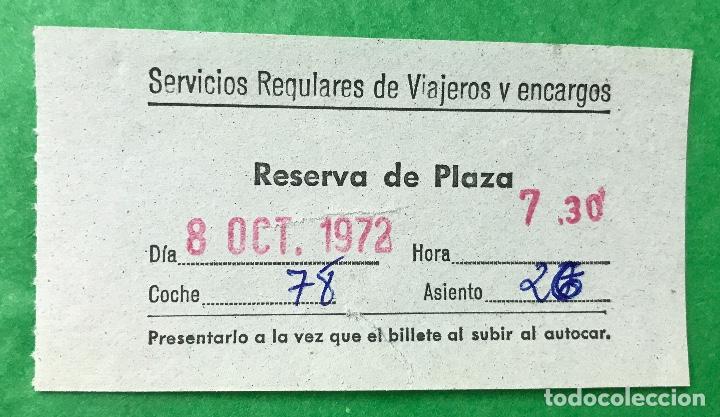 Servicios Regulares de Viajeros y encargos
Reserva de Plaza
Día 8 OCT. 1972 Hora 7.30
Coche 78 Asiento 26
Presentarlo a la vez que el billete al subir al autocar.
todocoleccion